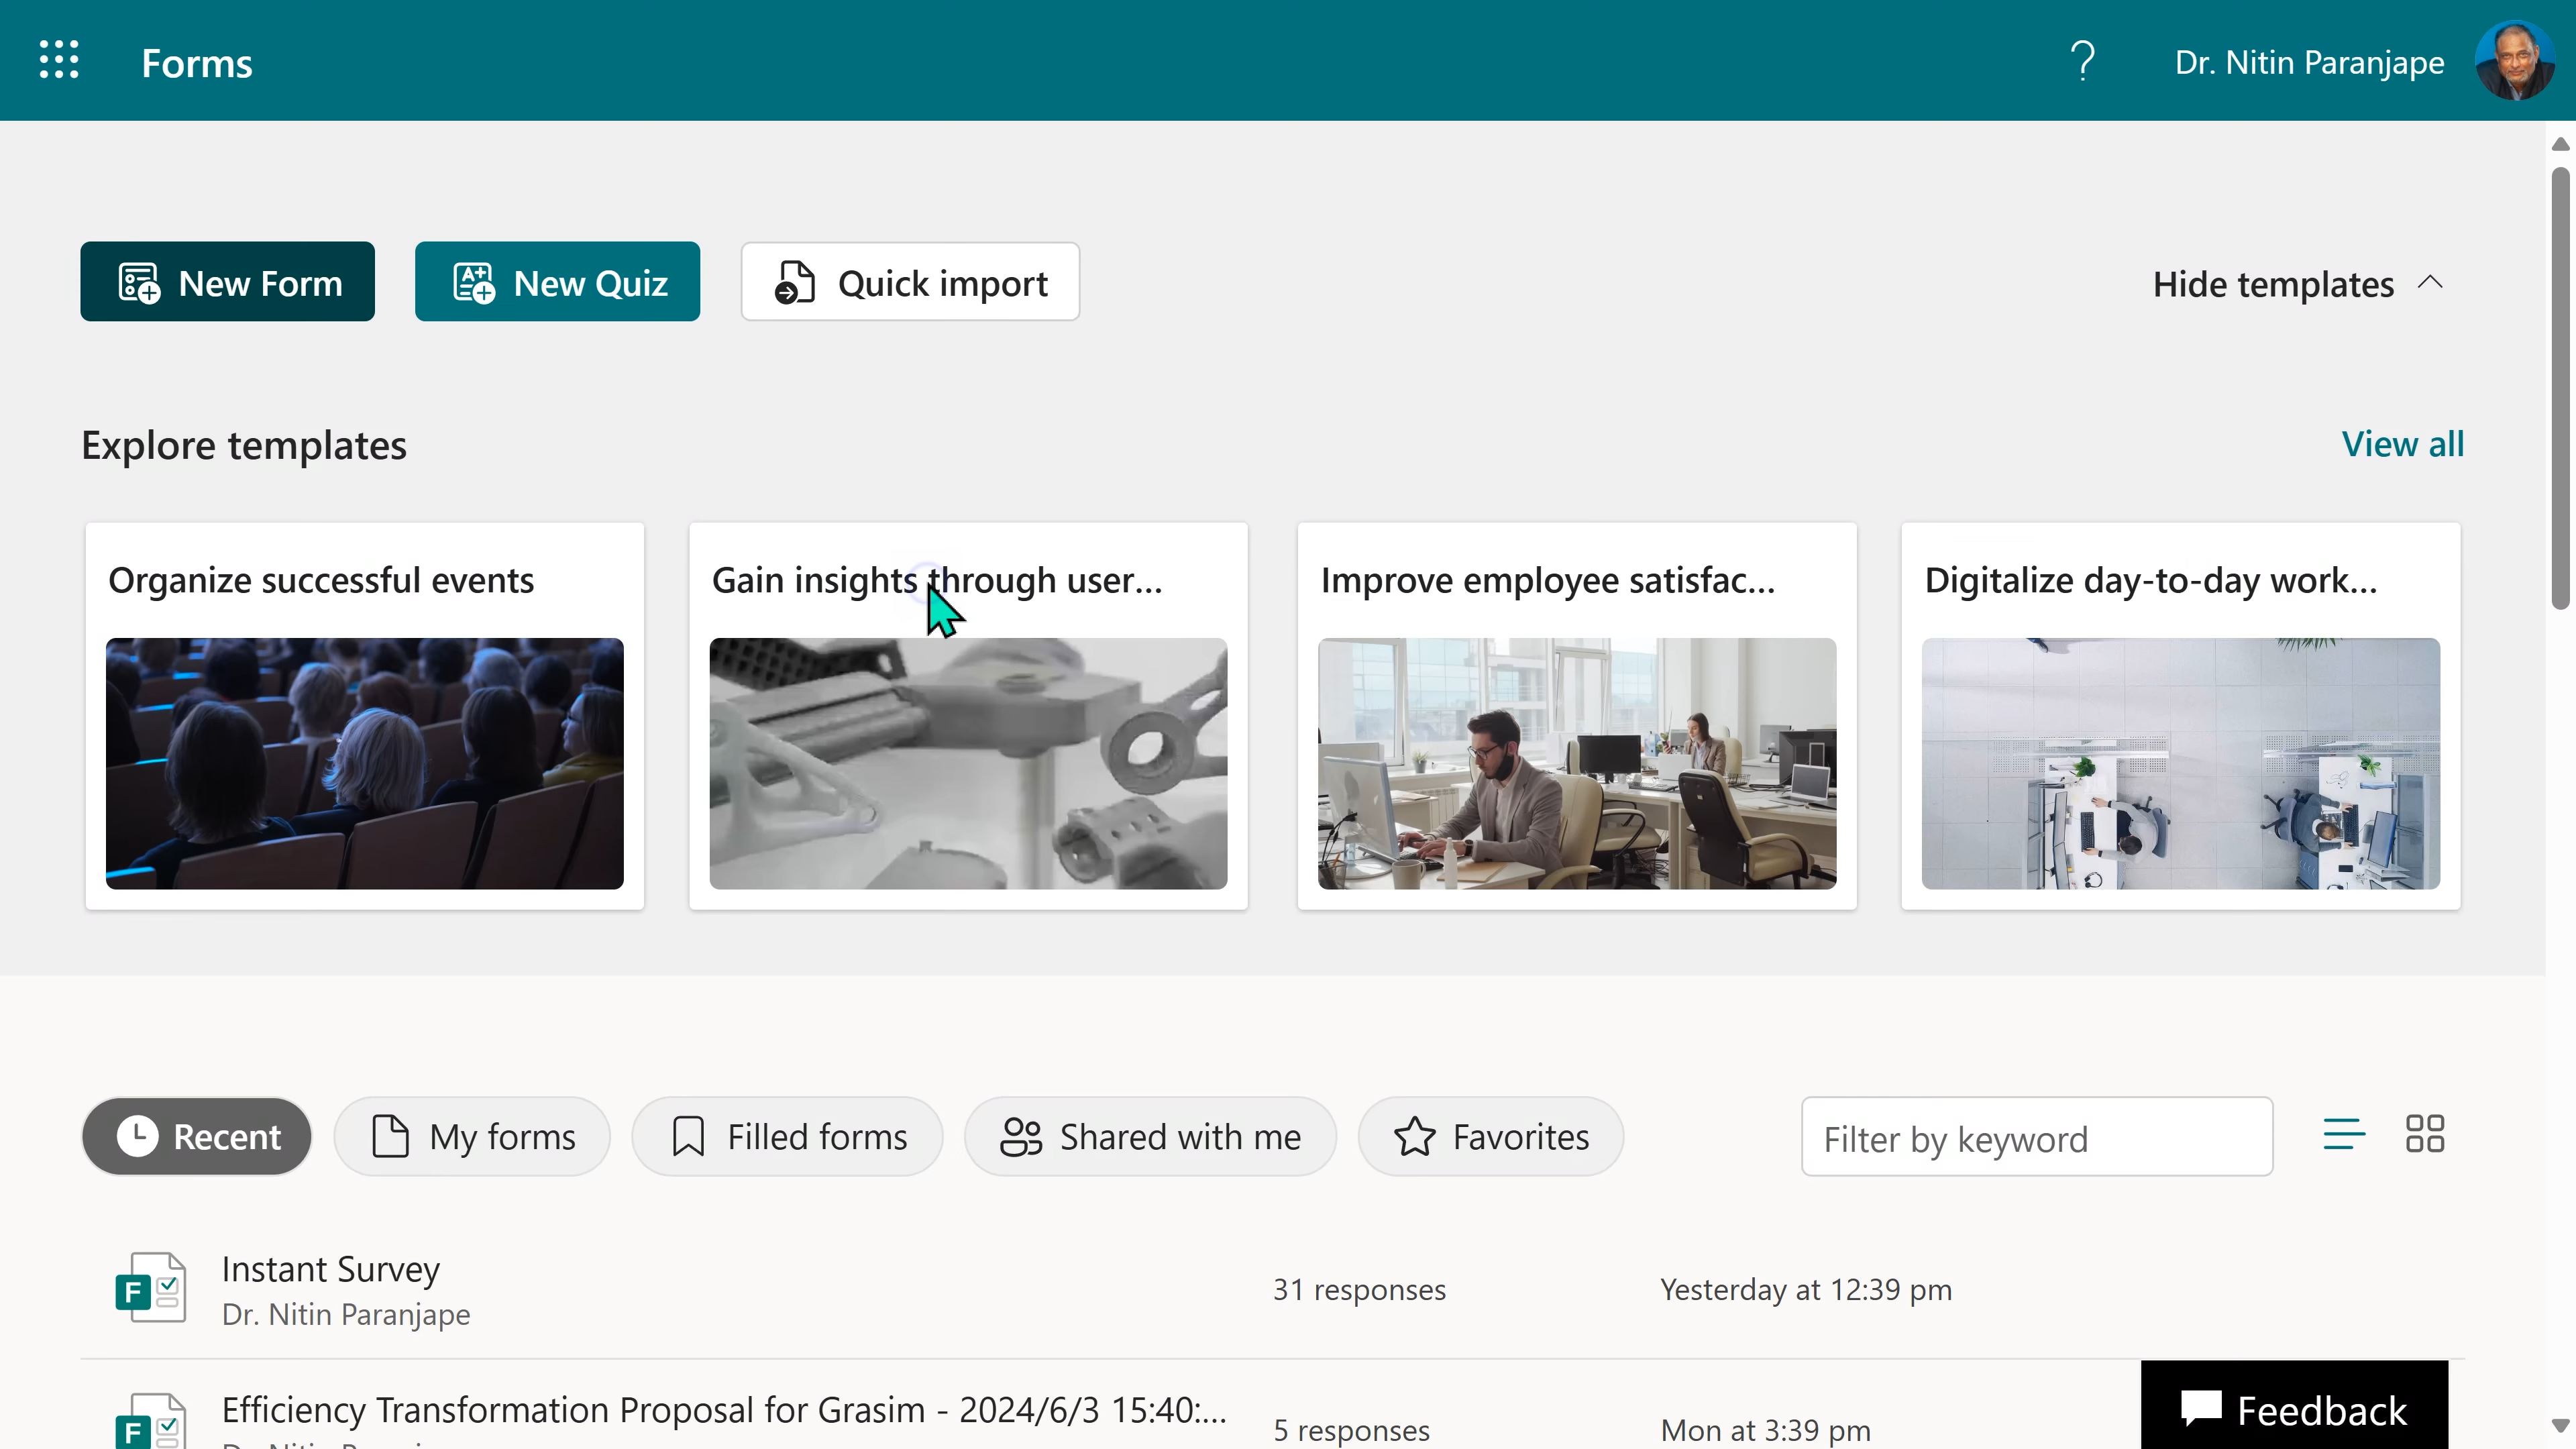 Forms
Dr. Nitin Paranjape
New Form
New Quiz
Quick import
Hide templates
Explore templates
View all
Organize successful events
Gain insights through user...
Improve employee satisfac...
Digitalize day-to-day work...
Recent
My forms
Filled forms
Shared with me
Favorites
Filter by keyword
Instant Survey
31 responses
Yesterday at 12:39 pm
Dr. Nitin Paranjape
Efficiency Transformation Proposal for Grasim - 2024/6/3 15:40:...
5 responses
Mon at 3:39 pm
Feedback